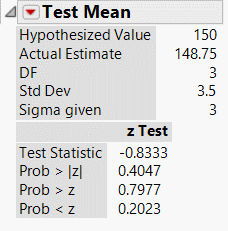 Test Mean
Hypothesized Value 150
Actual Estimate 148.75
DF 3
Std Dev 3.5
Sigma given 3
z Test
Test Statistic -0.8333
Prob > |z| 0.4047
Prob > z 0.7977
Prob < z 0.2023